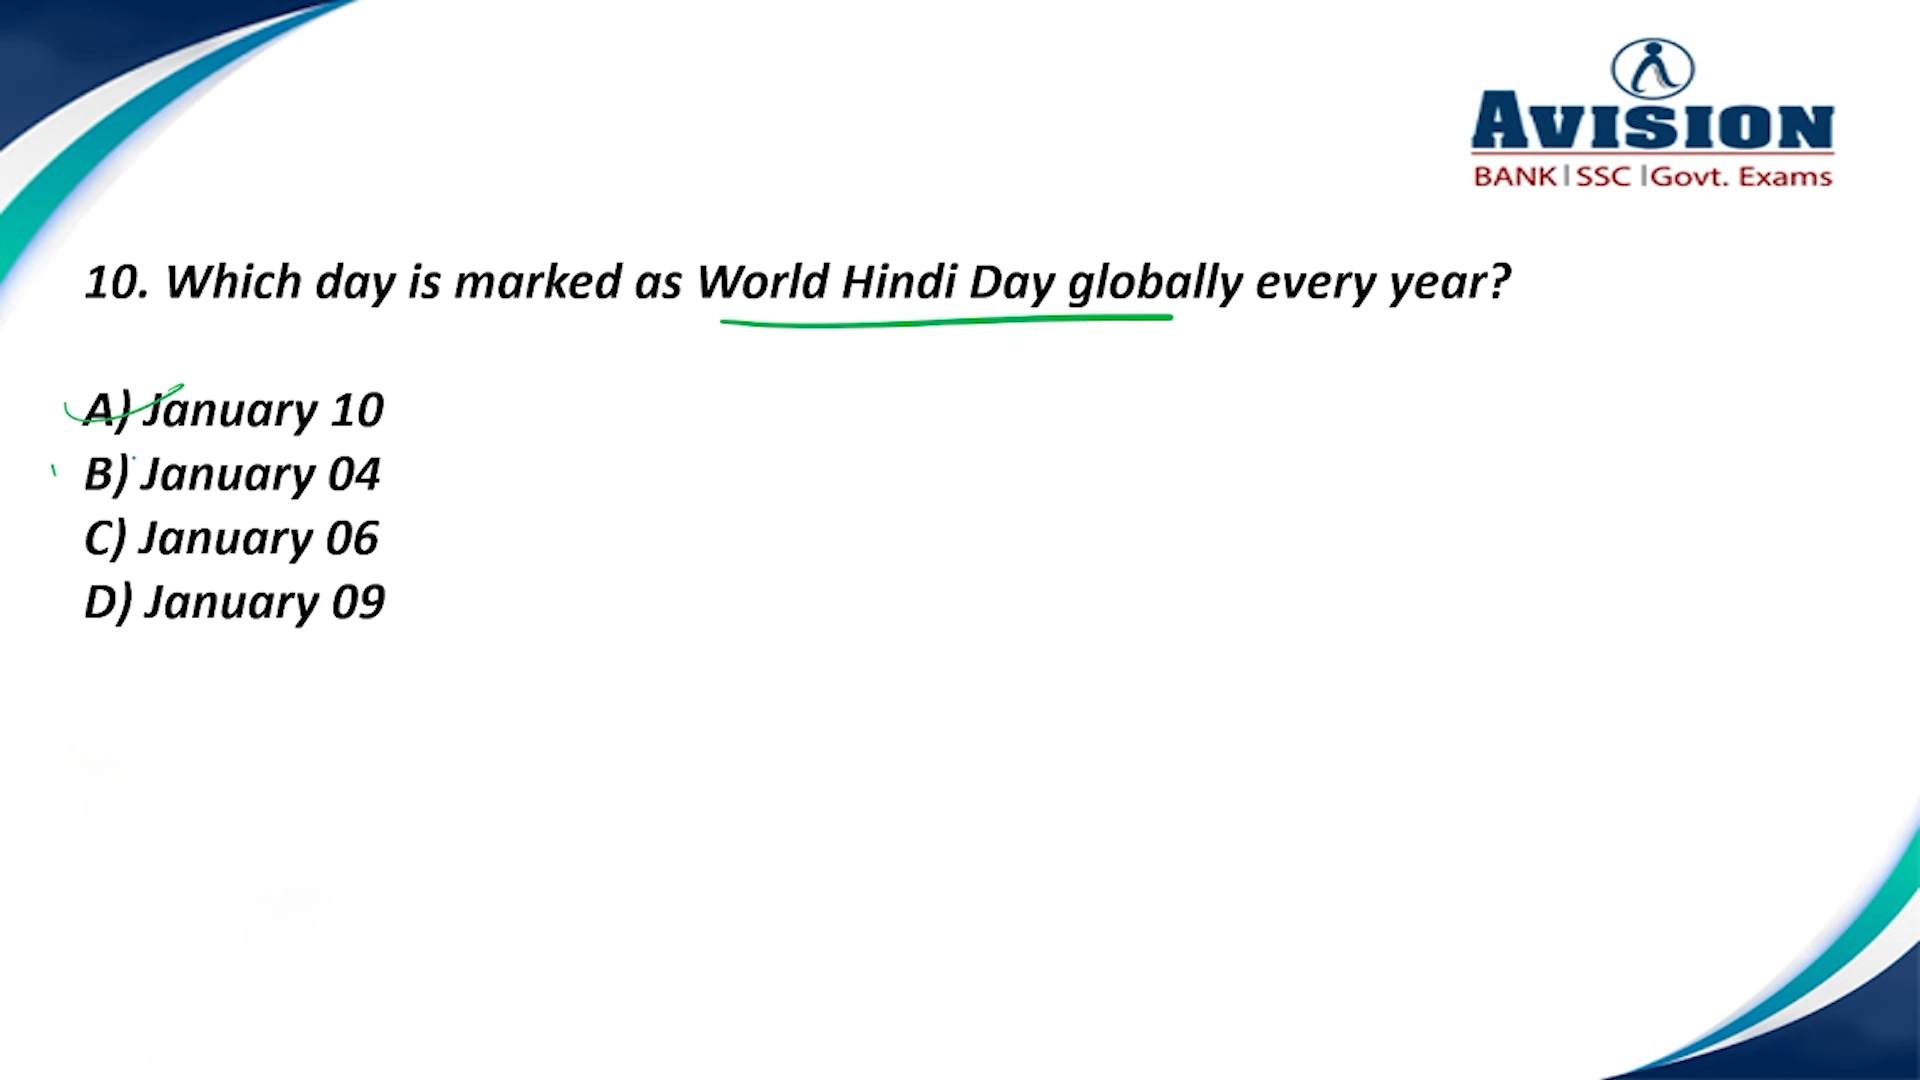 AVISION
BANK|SSC|Govt. Exams
10. Which day is marked as World Hindi Day globally every year?
A) January 10
B) January 04
C) January 06
D) January 09